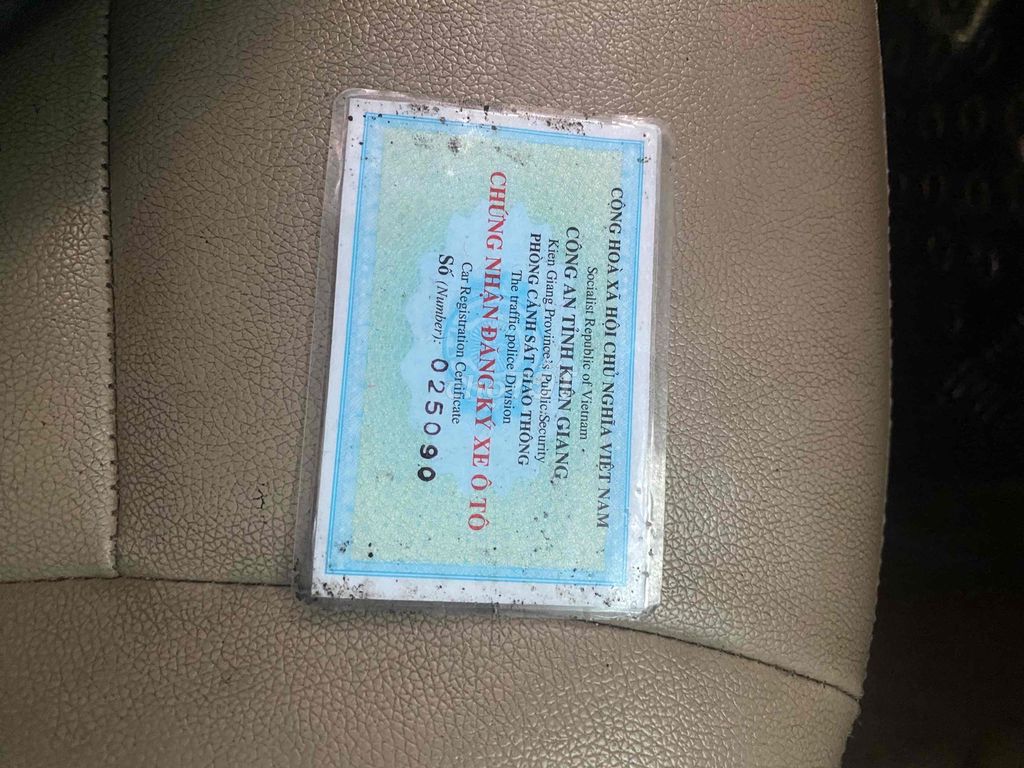 CỘNG HOÀ XÃ HỘI CHỦ NGHĨA VIỆT NAM
Socialist Republic of Vietnam
CÔNG AN TỈNH KIÊN GIANG
Kien Giang Province's Public Security
PHÒNG CẢNH SÁT GIAO THÔNG
The traffic police Division
CHỨNG NHẬN ĐĂNG KÝ XE Ô TÔ
Car Registration Certificate
Số (Number): 025090